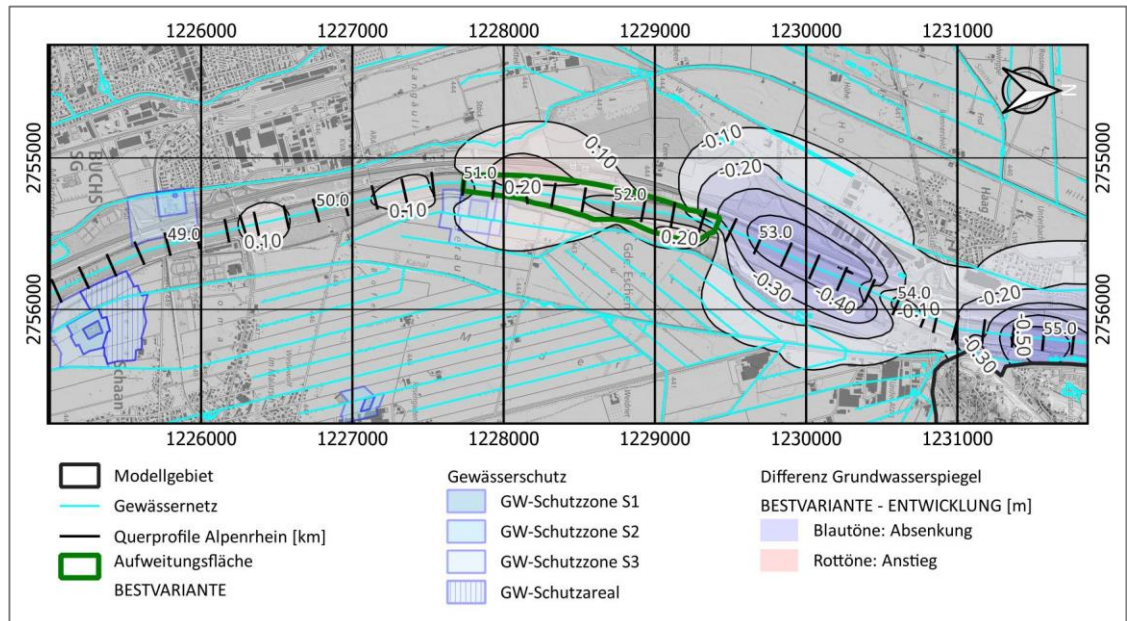 1226000 1227000 1228000 1229000 1230000 1231000
2755000
2756000
2755000
2756000
BUCHS
SG
Schaan
Langäuli
Haag
Gde. Eschen
Kanal
N
49.0
50.0
51.0
52.0
53.0
54.0
55.0
0.10
0.10
0.20
0.10
0.20
-0.10
-0.20
-0.30
-0.40
-0.10
-0.20
-0.30
-0.50
1226000 1227000 1228000 1229000 1230000 1231000
Modellgebiet
Gewässernetz
Querprofile Alpenrhein [km]
Aufweitungsfläche
BESTVARIANTE
Gewässerschutz
GW-Schutzzone S1
GW-Schutzzone S2
GW-Schutzzone S3
GW-Schutzareal
Differenz Grundwasserspiegel
BESTVARIANTE - ENTWICKLUNG [m]
Blautöne: Absenkung
Rottöne: Anstieg